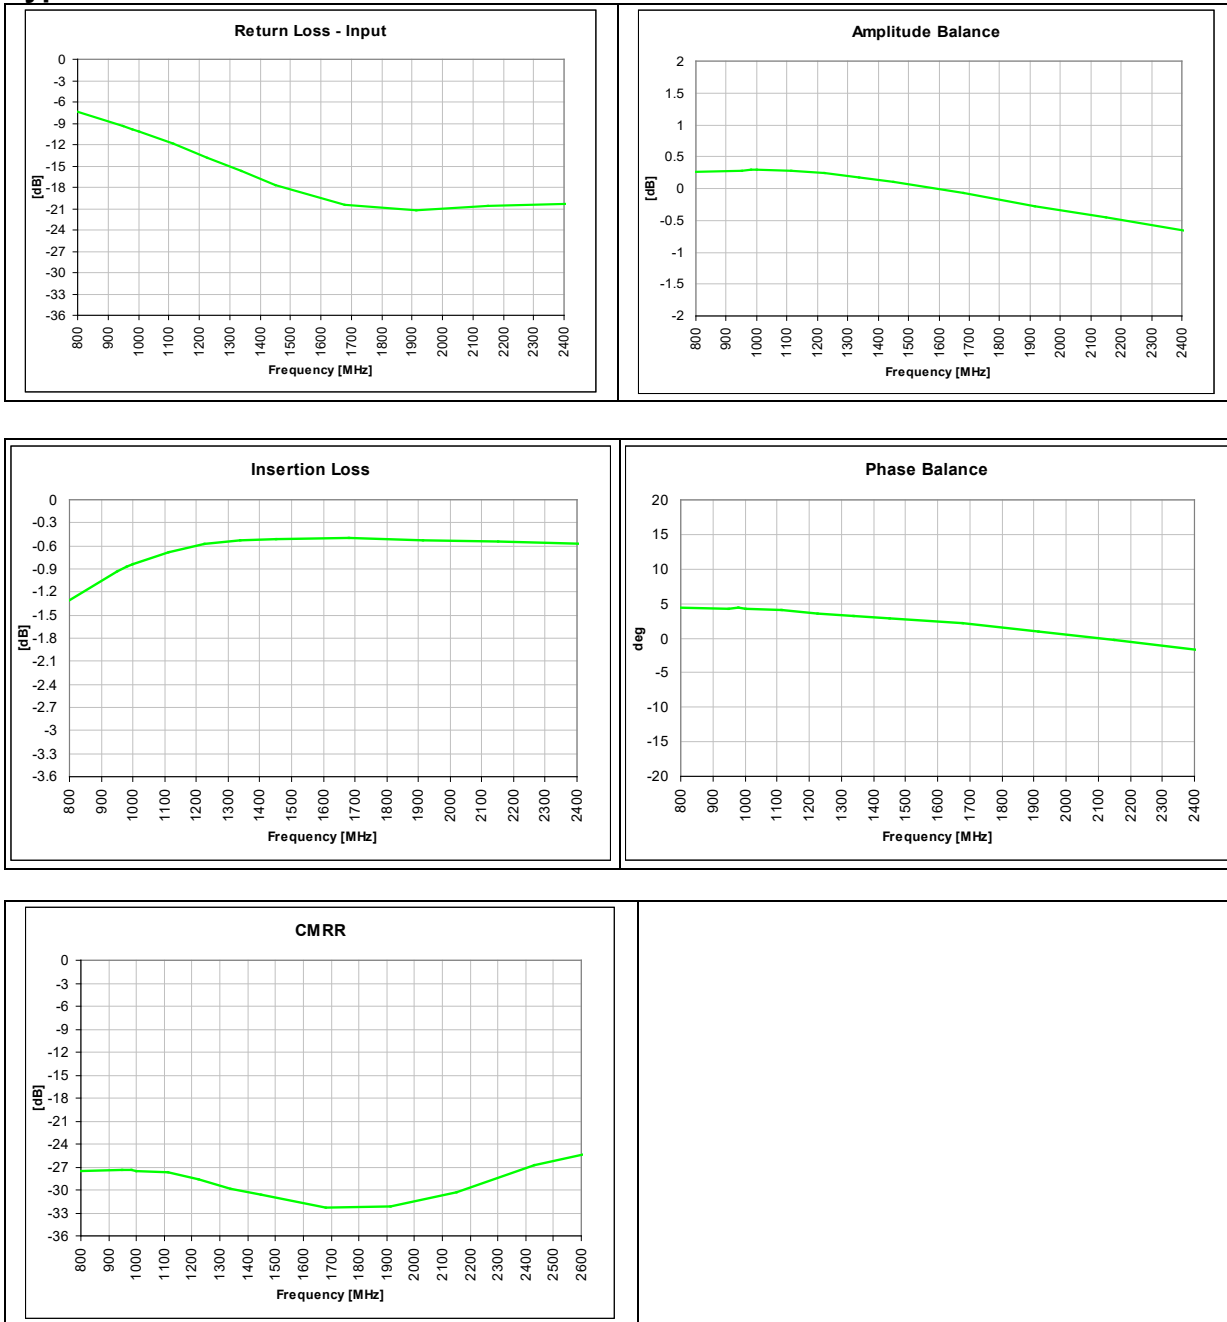 Return Loss - Input
0
-3
-6
-9
-12
-15
-18
-21
-24
-27
-30
-33
-36
[dB]
800 900 1000 1100 1200 1300 1400 1500 1600 1700 1800 1900 2000 2100 2200 2300 2400
Frequency [MHz]
Amplitude Balance
2
1.5
1
0.5
0
-0.5
-1
-1.5
-2
[dB]
800 900 1000 1100 1200 1300 1400 1500 1600 1700 1800 1900 2000 2100 2200 2300 2400
Frequency [MHz]
Insertion Loss
0
-0.3
-0.6
-0.9
-1.2
-1.5
-1.8
-2.1
-2.4
-2.7
-3
-3.3
-3.6
[dB]
800 900 1000 1100 1200 1300 1400 1500 1600 1700 1800 1900 2000 2100 2200 2300 2400
Frequency [MHz]
Phase Balance
20
15
10
5
0
-5
-10
-15
-20
deg
800 900 1000 1100 1200 1300 1400 1500 1600 1700 1800 1900 2000 2100 2200 2300 2400
Frequency [MHz]
CMRR
0
-3
-6
-9
-12
-15
-18
-21
-24
-27
-30
-33
-36
[dB]
800 900 1000 1100 1200 1300 1400 1500 1600 1700 1800 1900 2000 2100 2200 2300 2400 2500 2600
Frequency [MHz]